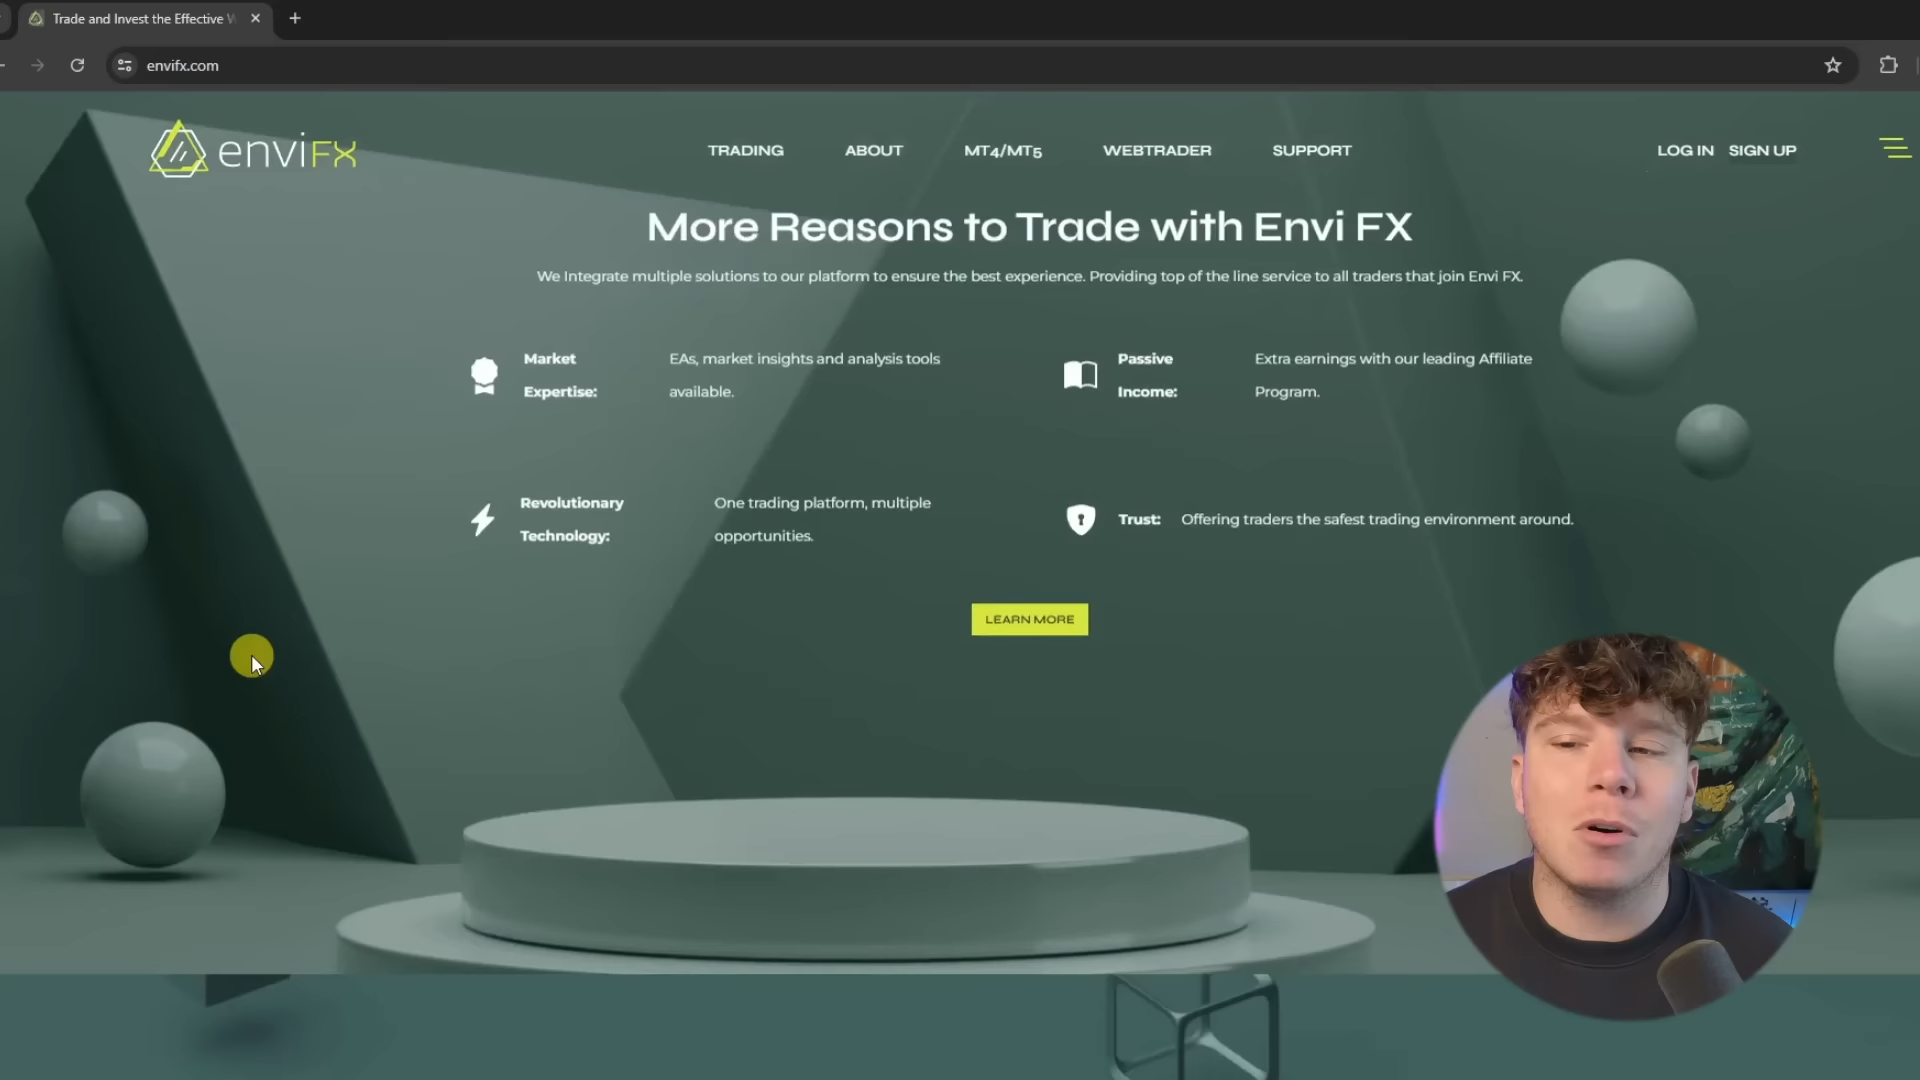 Trade and Invest the Effective W
envifx.com
enviFX
TRADING
ABOUT
MT4/MT5
WEBTRADER
SUPPORT
LOG IN
SIGN UP
More Reasons to Trade with Envi FX
We Integrate multiple solutions to our platform to ensure the best experience. Providing top of the line service to all traders that join Envi FX.
Market
Expertise:
EAs, market insights and analysis tools
available.
Passive
Income:
Extra earnings with our leading Affiliate
Program.
Revolutionary
Technology:
One trading platform, multiple
opportunities.
Trust:
Offering traders the safest trading environment around.
LEARN MORE